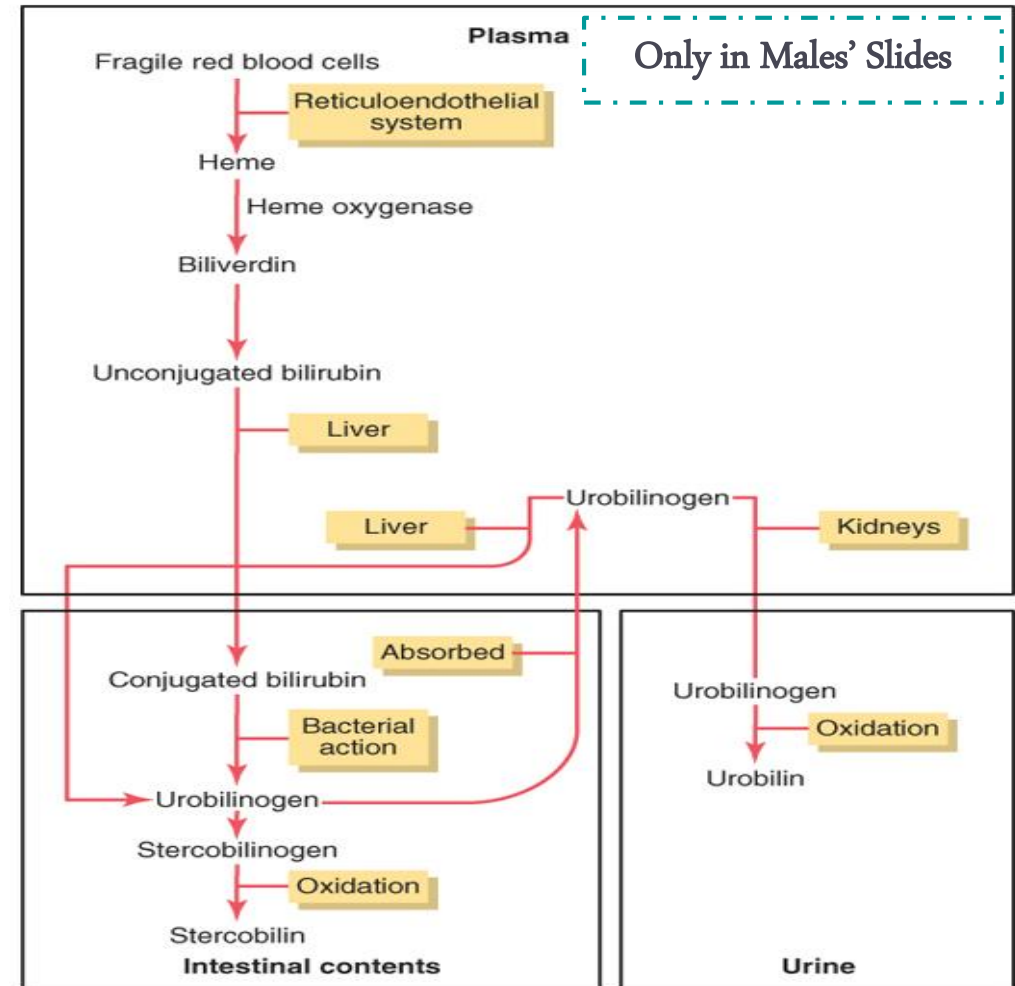 Plasma
Only in Males' Slides
Fragile red blood cells
Reticuloendothelial
system
Heme
Heme oxygenase
Biliverdin
Unconjugated bilirubin
Liver
Urobilinogen
Liver
Kidneys
Absorbed
Conjugated bilirubin
Bacterial
action
Urobilinogen
Stercobilinogen
Oxidation
Stercobilin
Intestinal contents
Urobilinogen
Oxidation
Urobilin
Urine